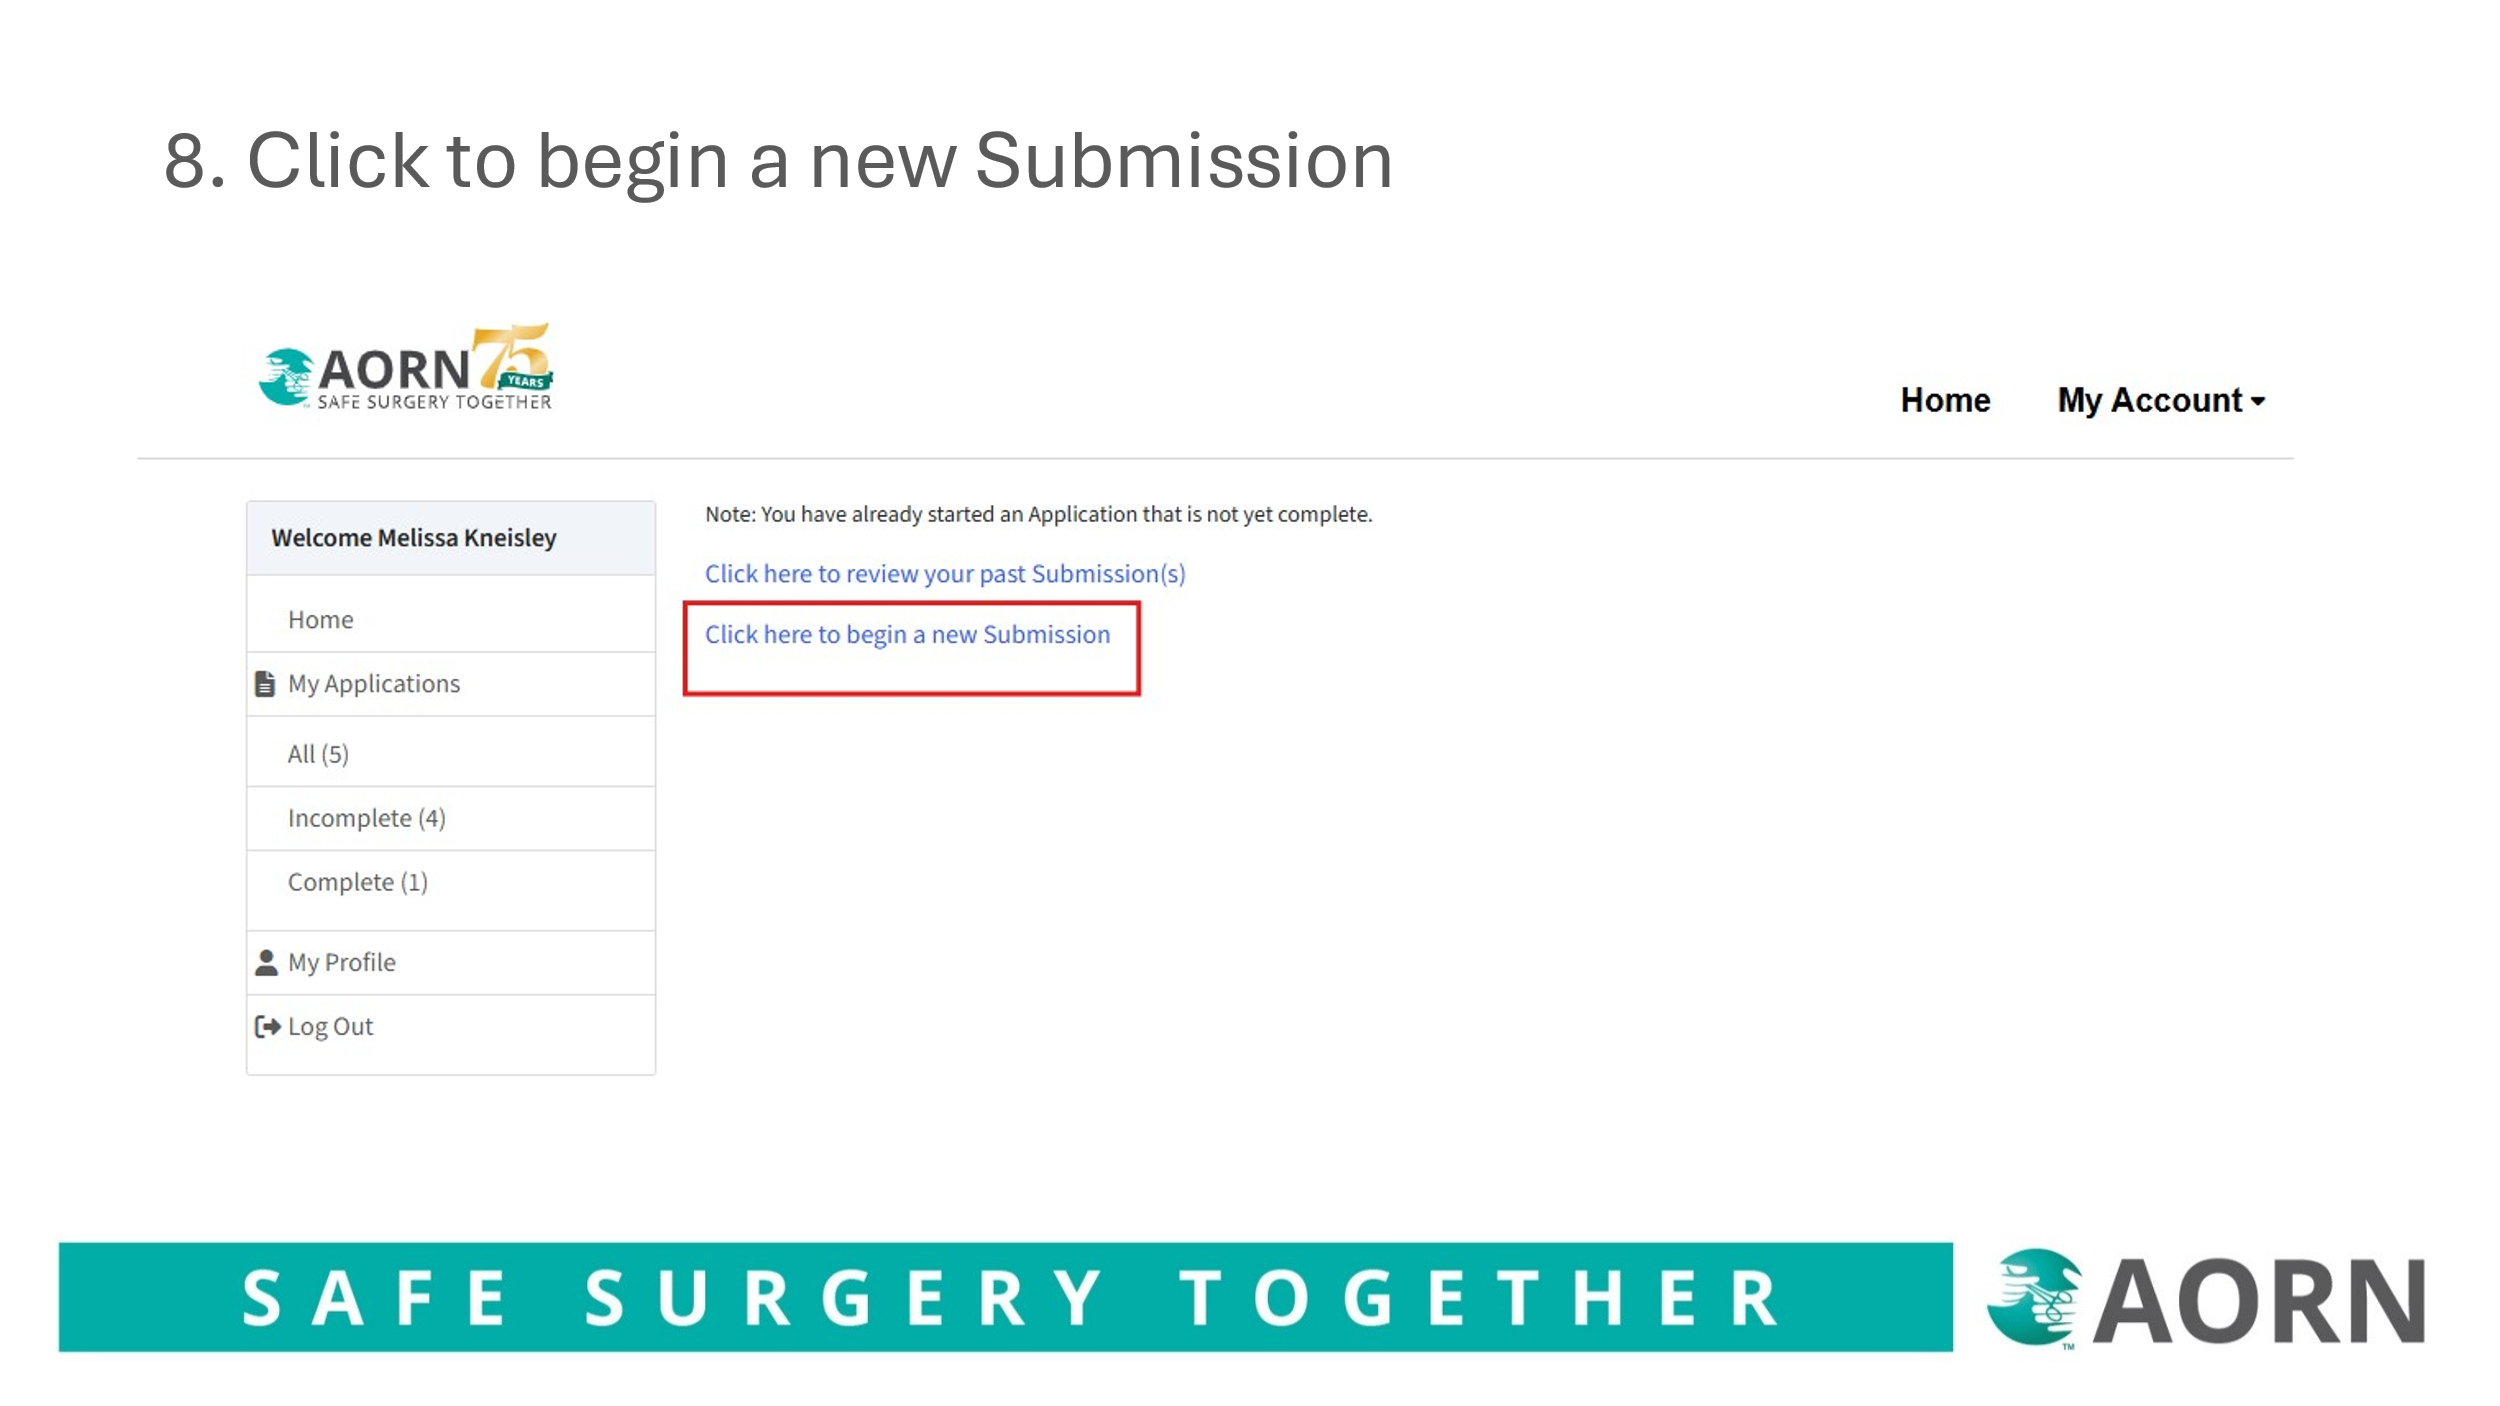 8. Click to begin a new Submission
AORN 75 YEARS
SAFE SURGERY TOGETHER
Home My Account
Welcome Melissa Kneisley
Home
My Applications
All (5)
Incomplete (4)
Complete (1)
My Profile
Log Out
Note: You have already started an Application that is not yet complete.
Click here to review your past Submission(s)
Click here to begin a new Submission
SAFE SURGERY TOGETHER
AORN
TM